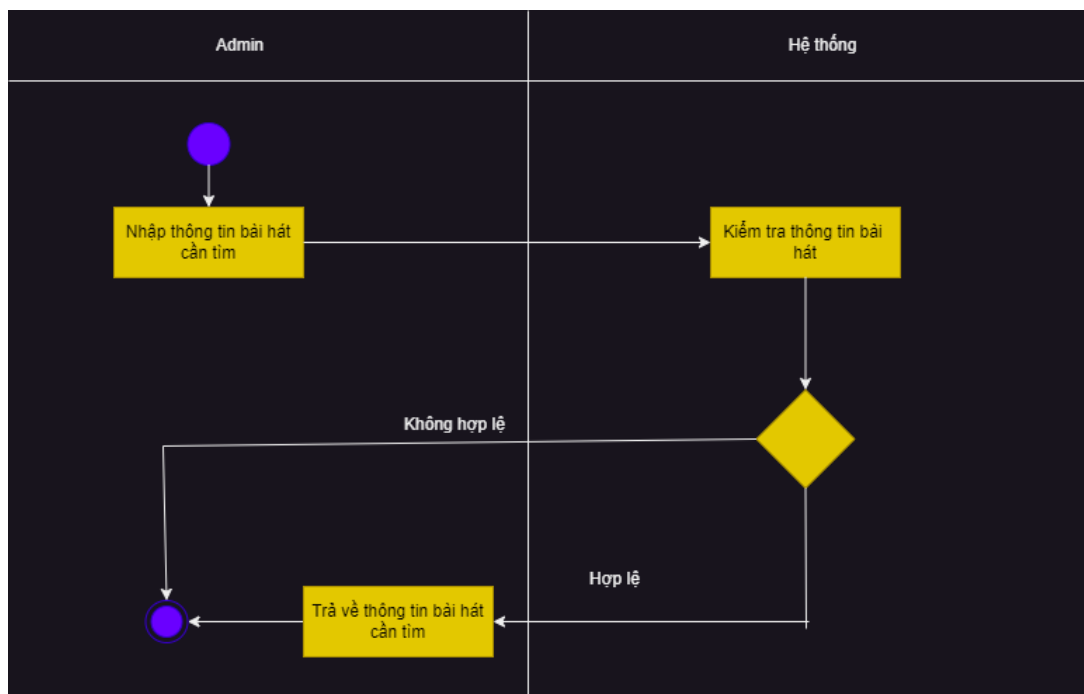 Admin
Hệ thống
Nhập thông tin bài hát
cần tìm
Kiểm tra thông tin bài
hát
Không hợp lệ
Hợp lệ
Trả về thông tin bài hát
cần tìm